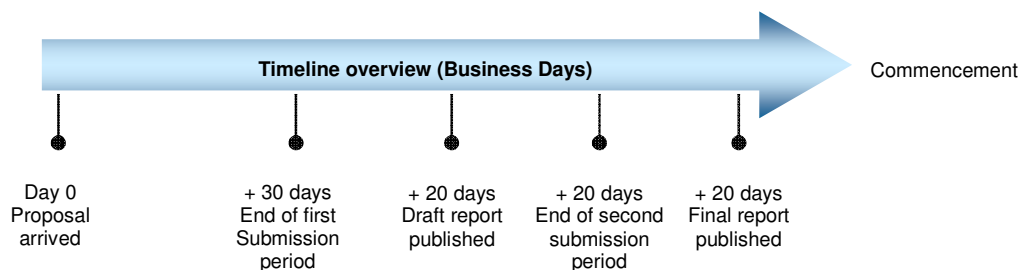 Timeline overview (Business Days)
Commencement
Day 0
Proposal
arrived
+ 30 days
End of first
Submission
period
+ 20 days
Draft report
published
+ 20 days
End of second
submission
period
+ 20 days
Final report
published